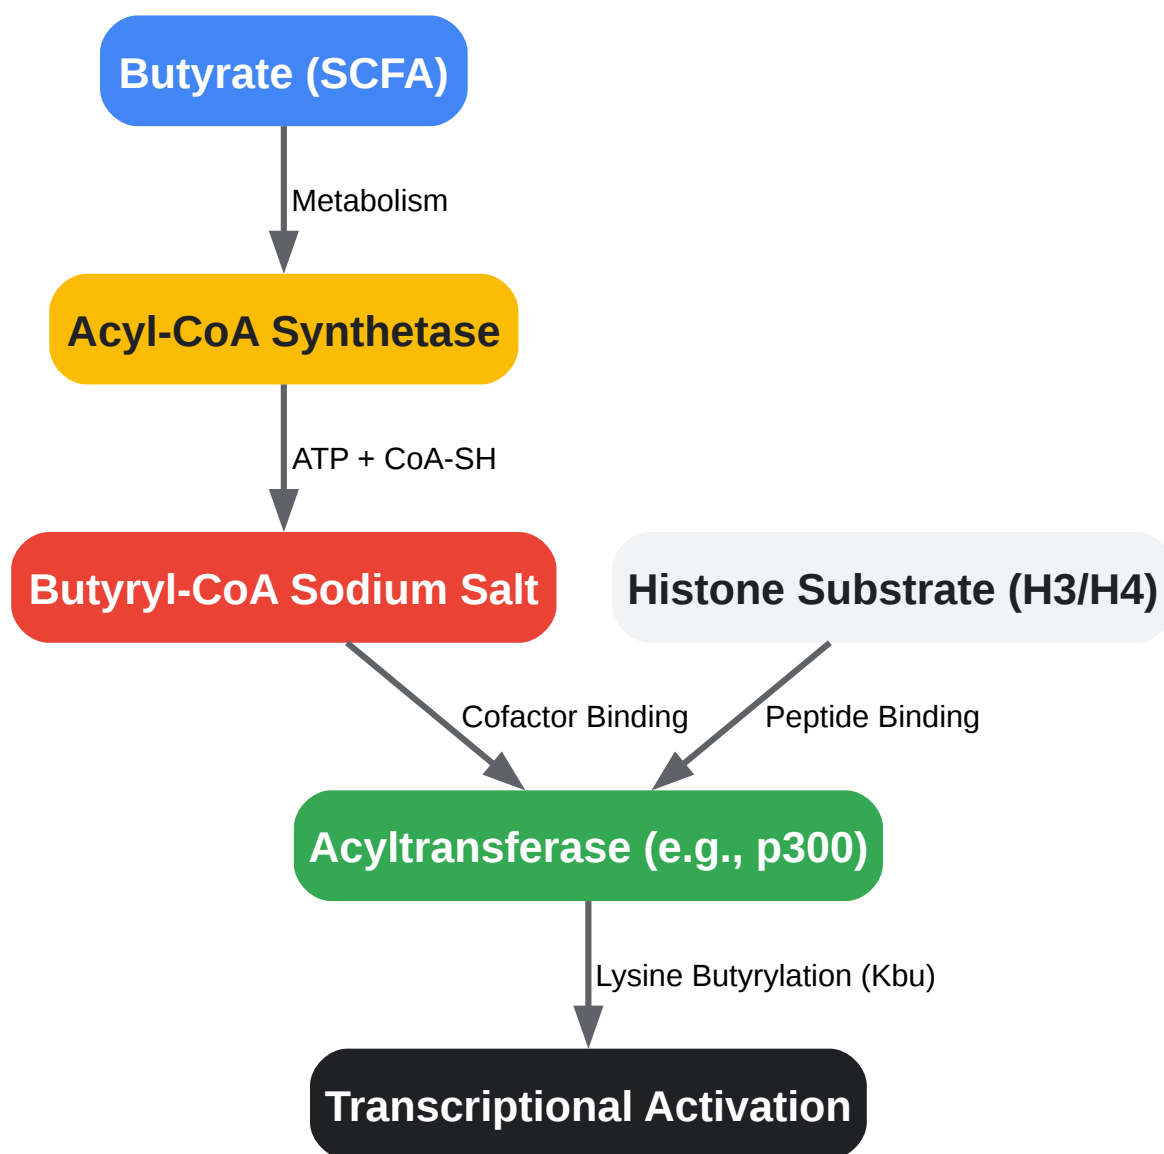 Butyrate (SCFA)
Metabolism
Acyl-CoA Synthetase
ATP + CoA-SH
Butyryl-CoA Sodium Salt
Histone Substrate (H3/H4)
Cofactor Binding
Peptide Binding
Acyltransferase (e.g., p300)
Lysine Butyrylation (Kbu)
Transcriptional Activation